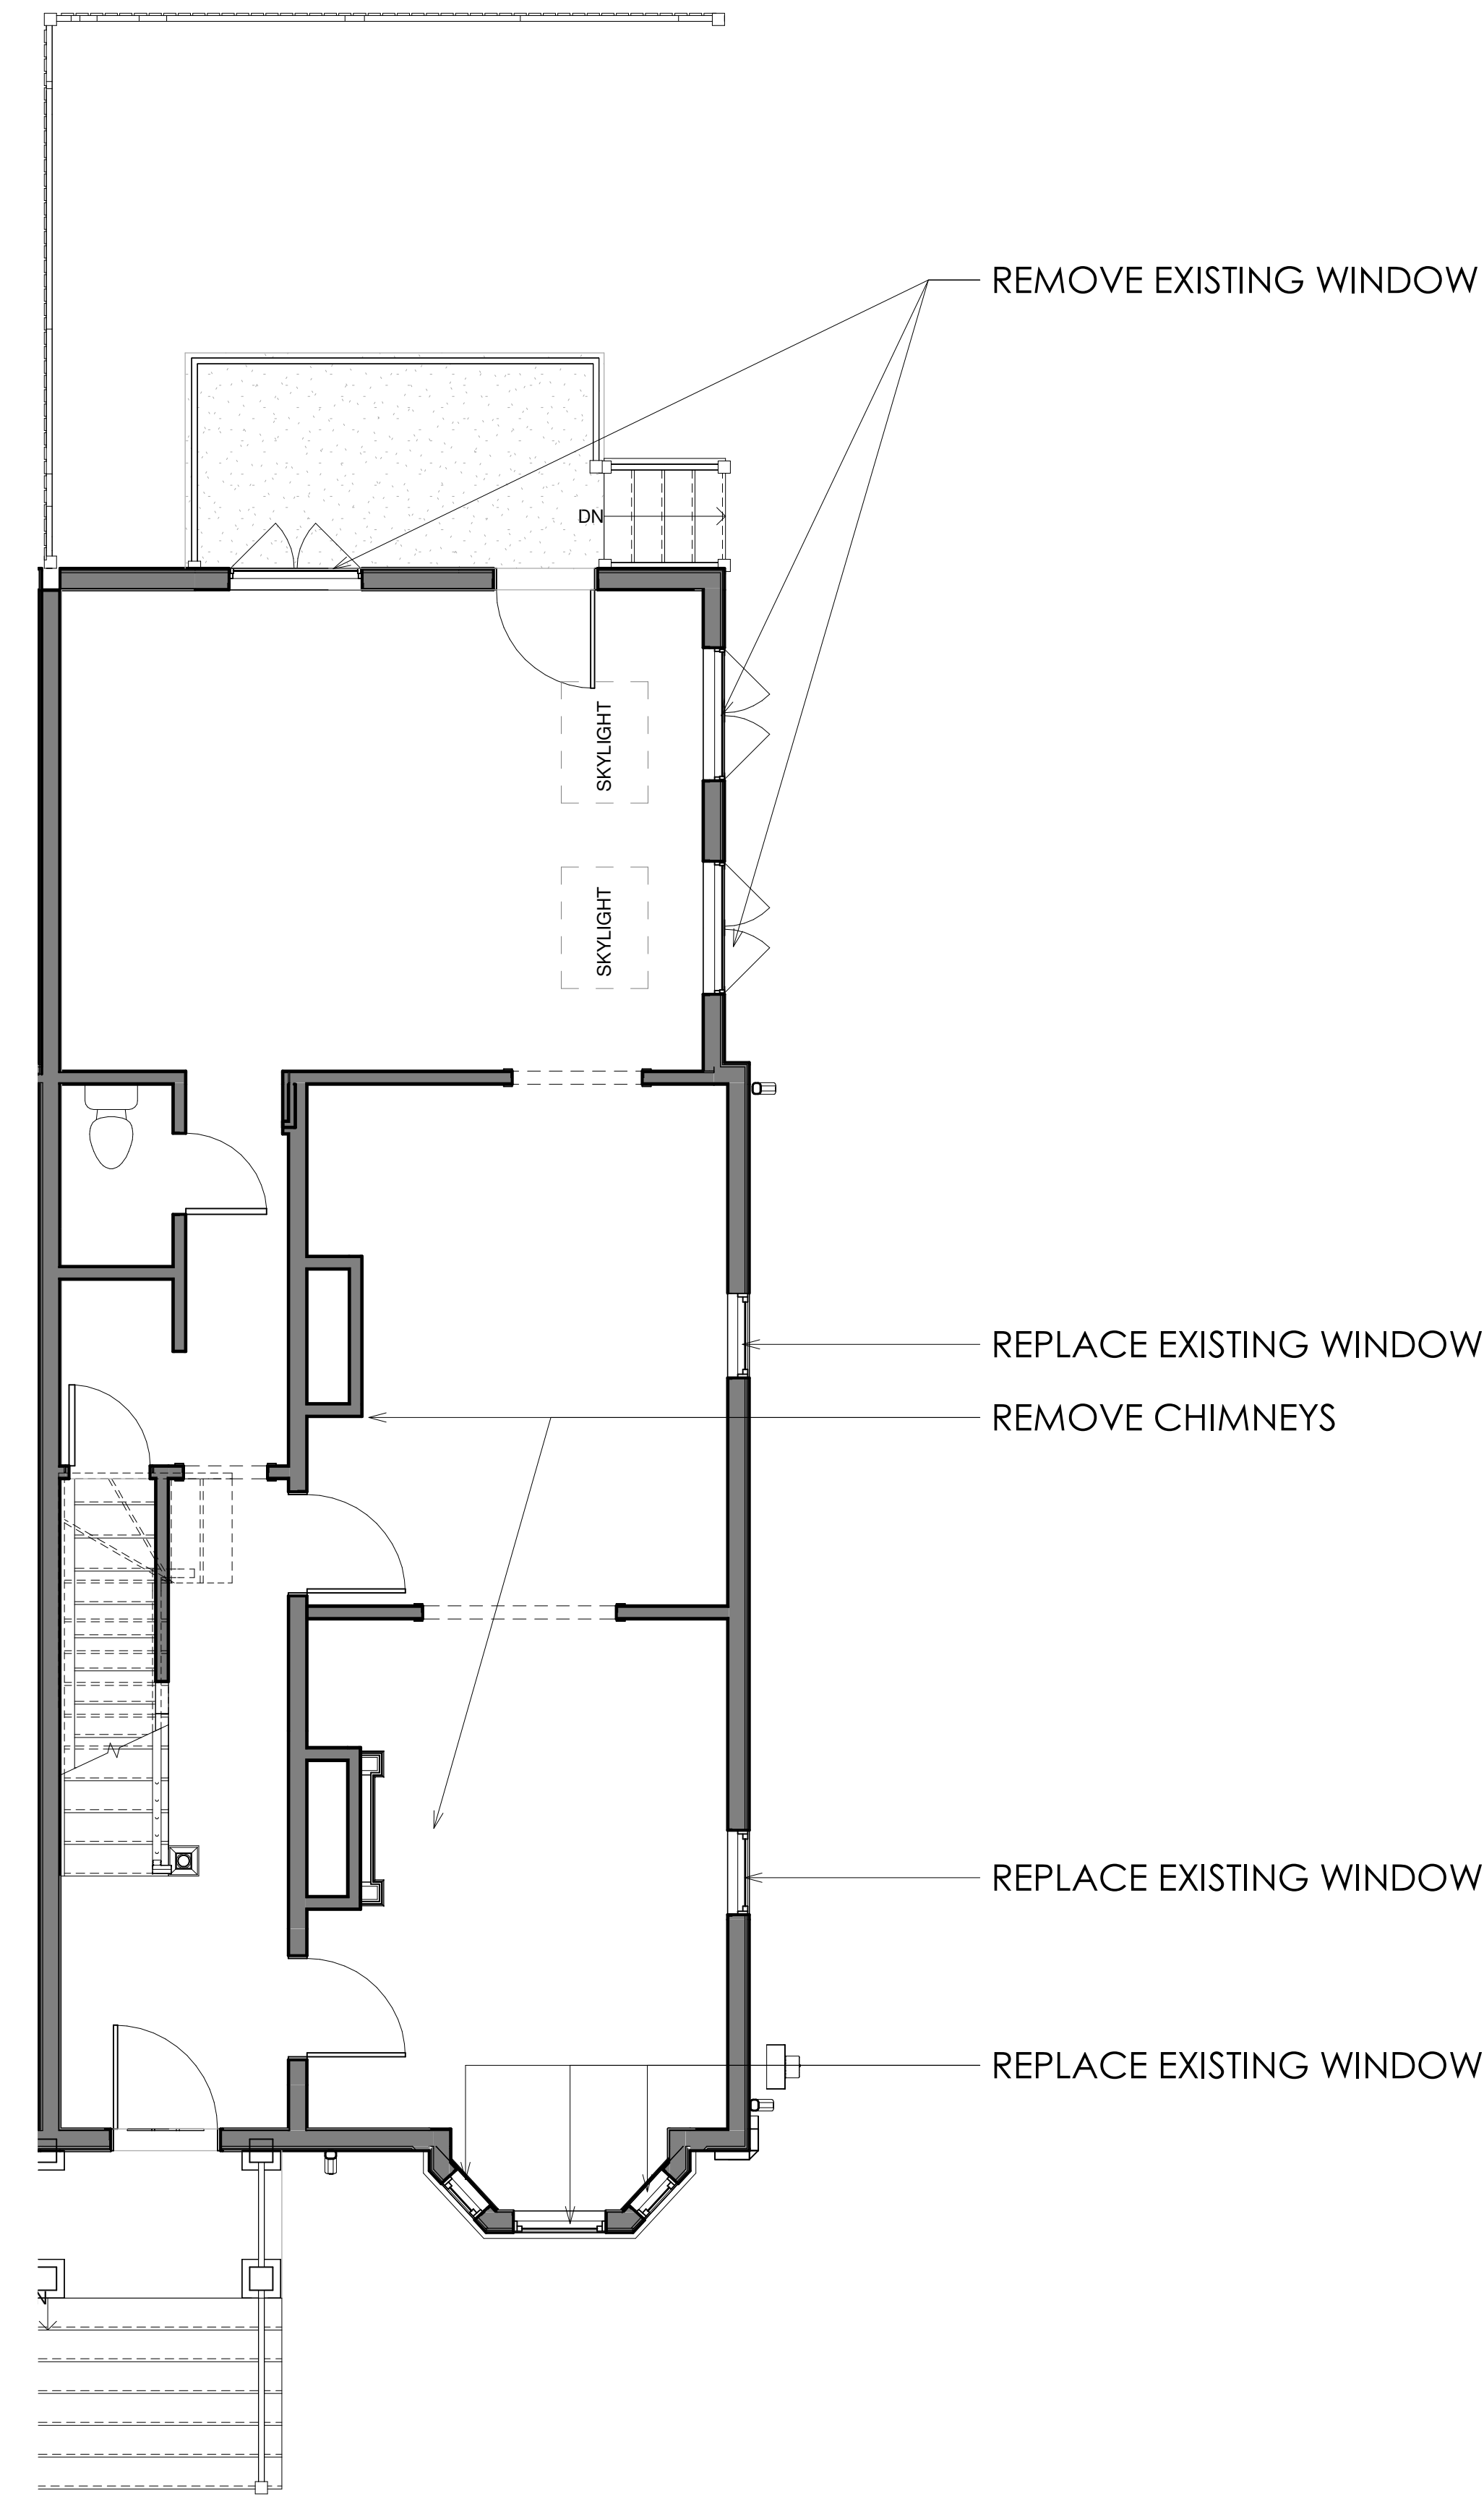 REMOVE EXISTING WINDOW
DN
SKYLIGHT
SKYLIGHT
REPLACE EXISTING WINDOW
REMOVE CHIMNEYS
REPLACE EXISTING WINDOW
REPLACE EXISTING WINDOW